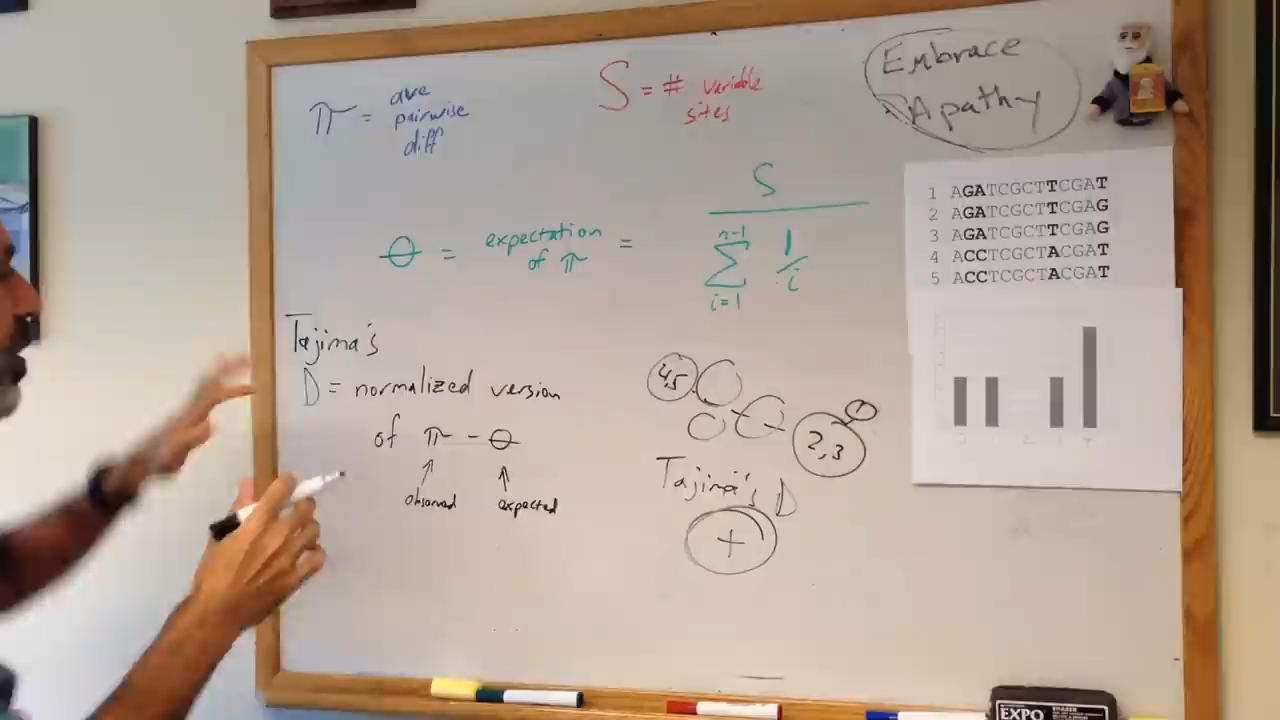 π = ave
pairwise
diff
S = # variable
sites
Embrace
Apathy
θ = expectation
of π
=
S
n-1
Σ 1/i
i=1
1 AGATCGCTTCGAT
2 AGATCGCTTCGAG
3 AGATCGCTTCGAG
4 ACCTCGCTACGAT
5 ACCTCGCTACGAT
Tajima's
D = normalized version
of π - θ
observed
expected
4,5
1
2,3
Tajima's D
+
EXPO